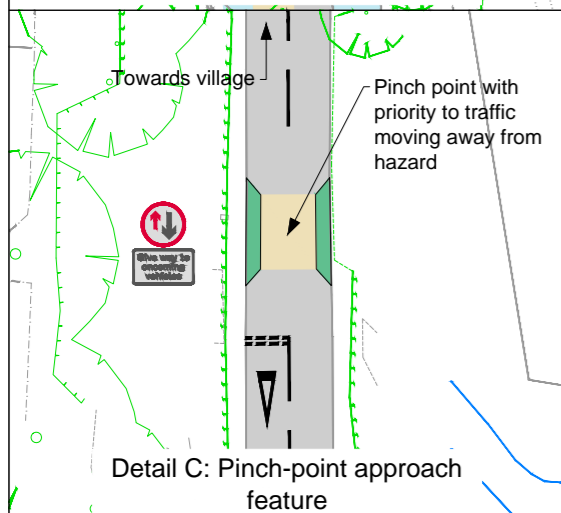 Towards village
Pinch point with
priority to traffic
moving away from
hazard
Give way to
oncoming
vehicles
Detail C: Pinch-point approach
feature